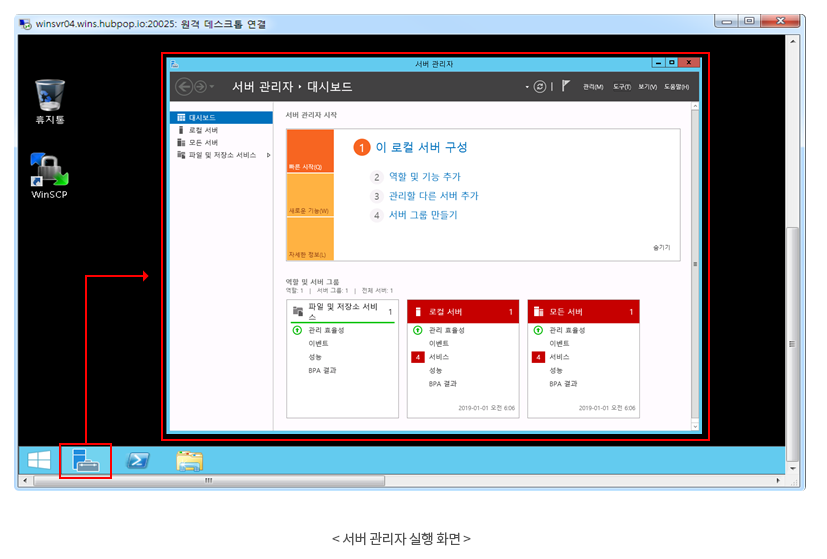 winsvr04.wins.hubpop.io:20025: 원격 데스크톱 연결
휴지통
WinSCP
서버 관리자
서버 관리자 ‣ 대시보드
관리(M) 도구(T) 보기(V) 도움말(H)
대시보드
로컬 서버
모든 서버
파일 및 저장소 서비스
서버 관리자 시작
빠른 시작(Q)
새로운 기능(W)
자세한 정보(L)
1 이 로컬 서버 구성
2 역할 및 기능 추가
3 관리할 다른 서버 추가
4 서버 그룹 만들기
숨기기
역할 및 서버 그룹
역할: 1 | 서버 그룹: 1 | 전체 서버: 1
파일 및 저장소 서비스 1
관리 효율성
이벤트
성능
BPA 결과
로컬 서버 1
관리 효율성
이벤트
4 서비스
성능
BPA 결과
2019-01-01 오전 6:06
모든 서버 1
관리 효율성
이벤트
4 서비스
성능
BPA 결과
2019-01-01 오전 6:06
< 서버 관리자 실행 화면 >